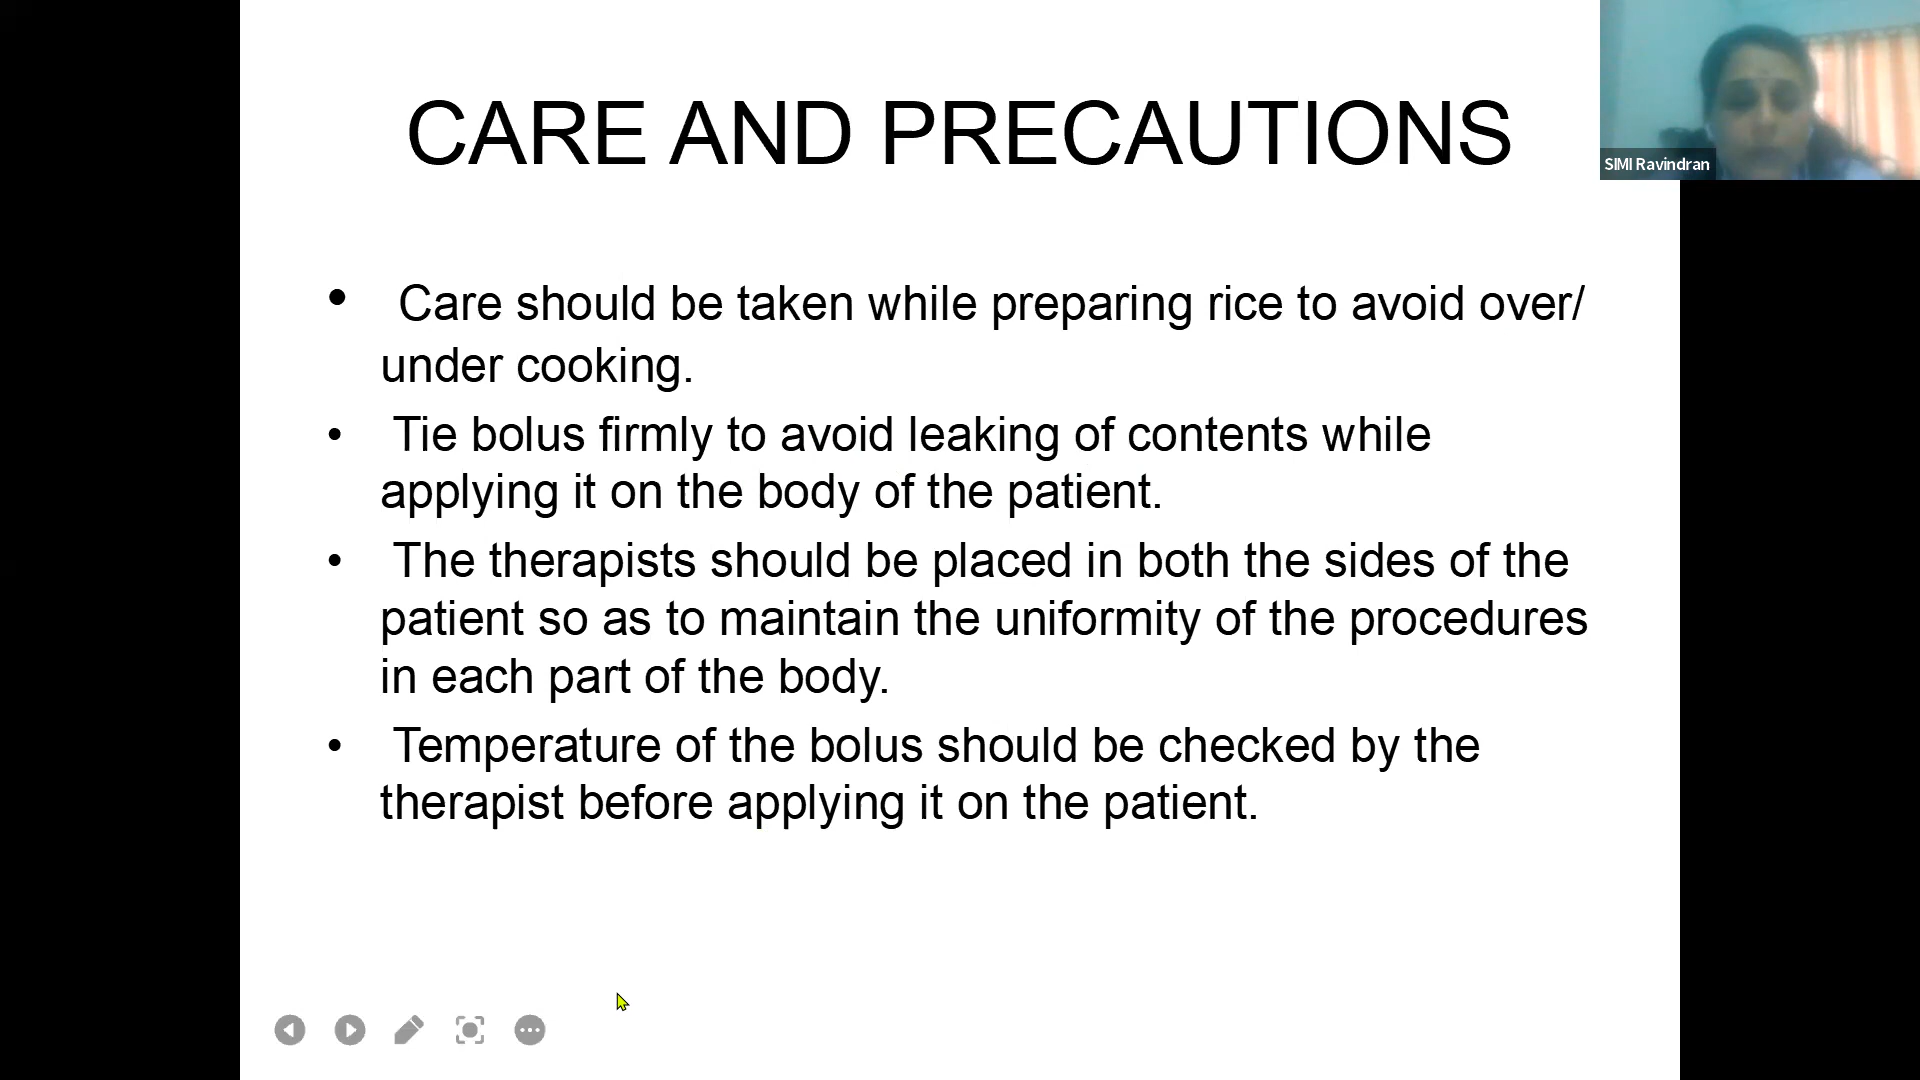 CARE AND PRECAUTIONS
SIMI Ravindran
• Care should be taken while preparing rice to avoid over/
under cooking.
• Tie bolus firmly to avoid leaking of contents while
applying it on the body of the patient.
• The therapists should be placed in both the sides of the
patient so as to maintain the uniformity of the procedures
in each part of the body.
• Temperature of the bolus should be checked by the
therapist before applying it on the patient.